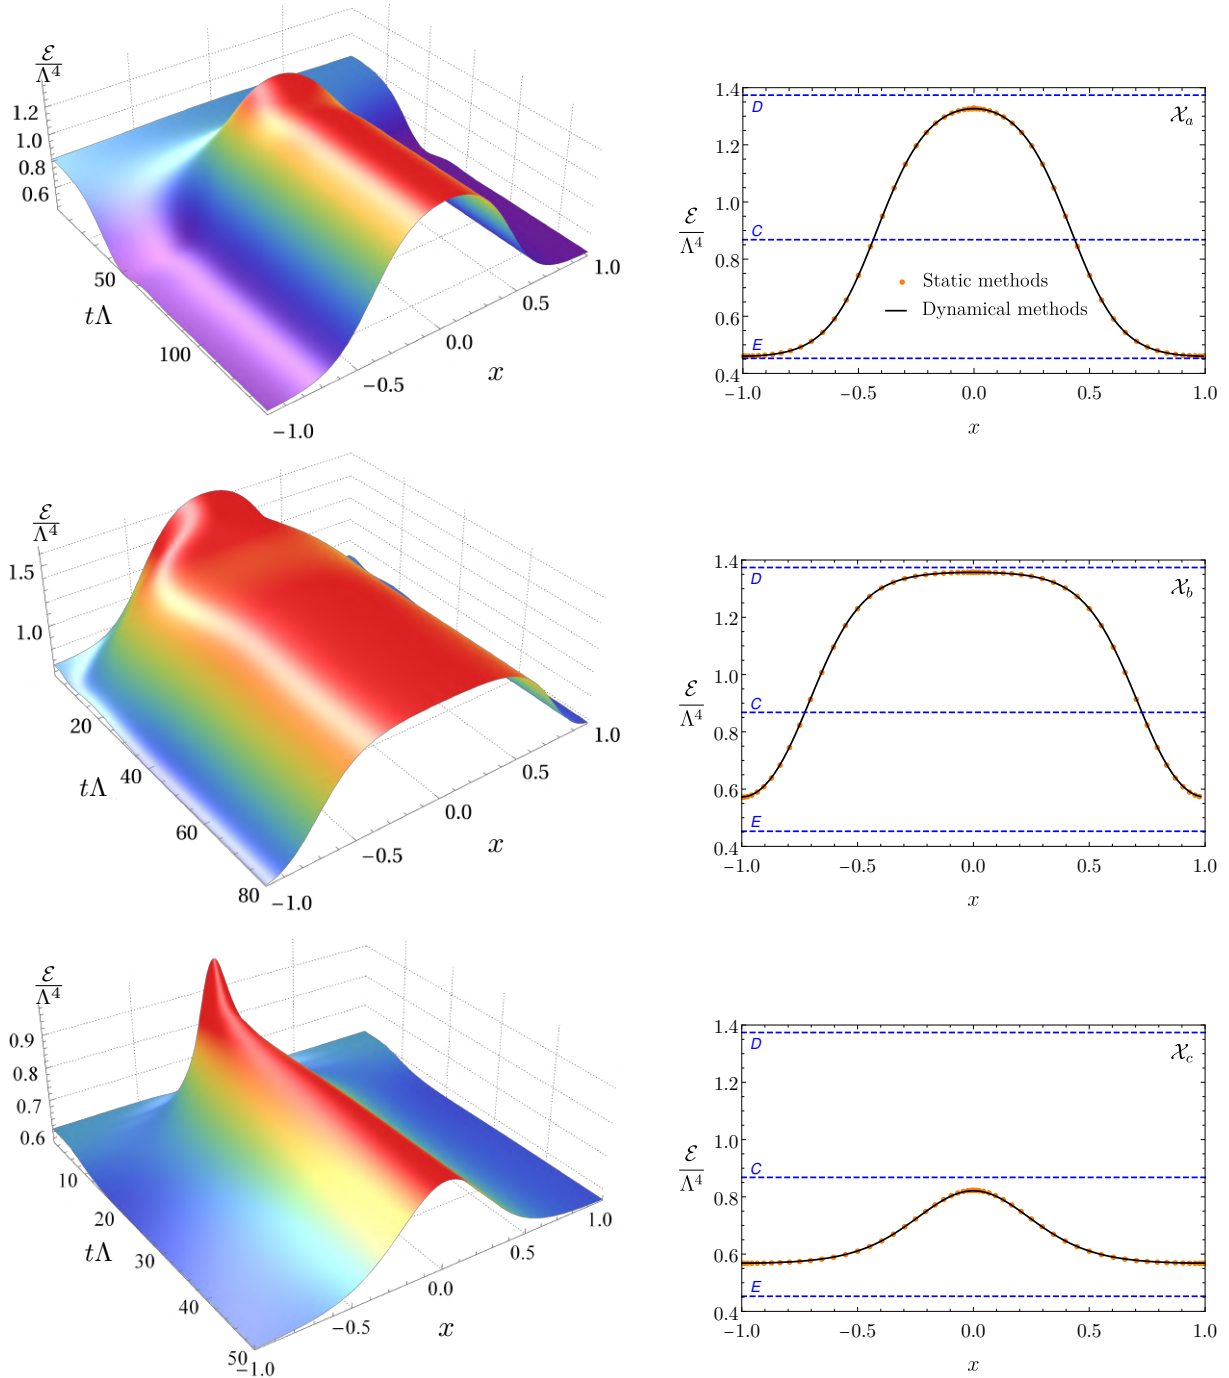 ℰ
Λ⁴
1.2
1.0
0.8
0.6
50
100
tΛ
−1.0
−0.5
0.0
0.5
1.0
x
1.4
1.2
1.0
0.8
0.6
0.4
ℰ
Λ⁴
D
𝒳a
C
Static methods
Dynamical methods
E
−1.0
−0.5
0.0
0.5
1.0
x
ℰ
Λ⁴
1.5
1.0
20
40
60
80
tΛ
−1.0
−0.5
0.0
0.5
1.0
x
1.4
1.2
1.0
0.8
0.6
0.4
ℰ
Λ⁴
D
𝒳b
C
E
−1.0
−0.5
0.0
0.5
1.0
x
ℰ
Λ⁴
0.9
0.8
0.7
0.6
10
20
30
40
50
tΛ
−1.0
−0.5
0.0
0.5
1.0
x
1.4
1.2
1.0
0.8
0.6
0.4
ℰ
Λ⁴
D
𝒳c
C
E
−1.0
−0.5
0.0
0.5
1.0
x